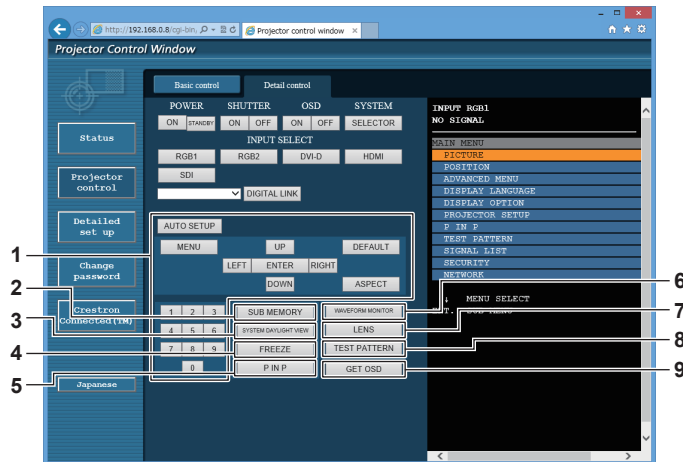 http://192.168.0.8/cgi-bin,
Projector control window
Projector Control Window
Basic control
Detail control
POWER SHUTTER OSD SYSTEM
ON STANDBY ON OFF ON OFF SELECTOR
INPUT SELECT
RGB1 RGB2 DVI-D HDMI
SDI
DIGITAL LINK
AUTO SETUP
MENU UP DEFAULT
LEFT ENTER RIGHT
DOWN ASPECT
1 2 3 SUB MEMORY WAVEFORM MONITOR
4 5 6 SYSTEM DAYLIGHT VIEW LENS
7 8 9 FREEZE TEST PATTERN
0 P IN P GET OSD
Status
Projector
control
Detailed
set up
Change
password
Crestron
Connected(TM)
Japanese
INPUT RGB1
NO SIGNAL
MAIN MENU
PICTURE
POSITION
ADVANCED MENU
DISPLAY LANGUAGE
DISPLAY OPTION
PROJECTOR SETUP
P IN P
TEST PATTERN
SIGNAL LIST
SECURITY
NETWORK
MENU SELECT
SUB MENU
1
2
3
4
5
6
7
8
9